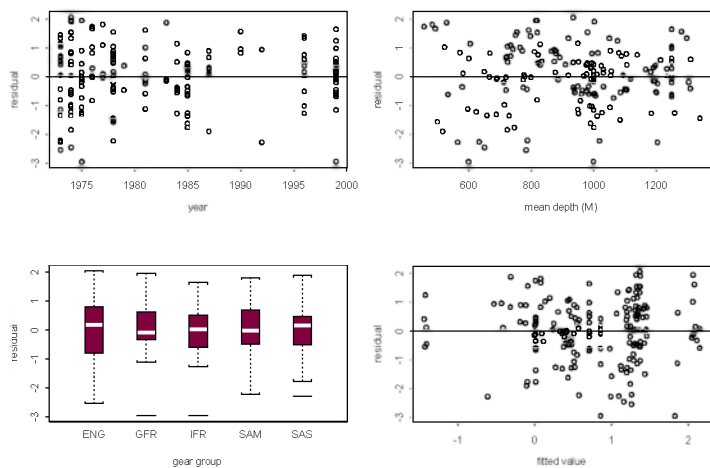 residual
2
1
0
-1
-2
-3
1975 1980 1985 1990 1995 2000
year
residual
2
1
0
-1
-2
-3
600 800 1000 1200
mean depth (M)
residual
2
1
0
-1
-2
-3
ENG GFR IFR SAM SAS
gear group
residual
2
1
0
-1
-2
-3
-1 0 1 2
fitted value